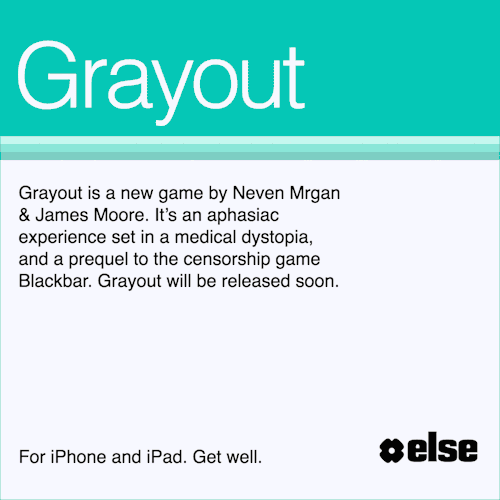 Grayout
Grayout is a new game by Neven Mrgan
& James Moore. It’s an aphasiac
experience set in a medical dystopia,
and a prequel to the censorship game
Blackbar. Grayout will be released soon.
For iPhone and iPad. Get well.
else